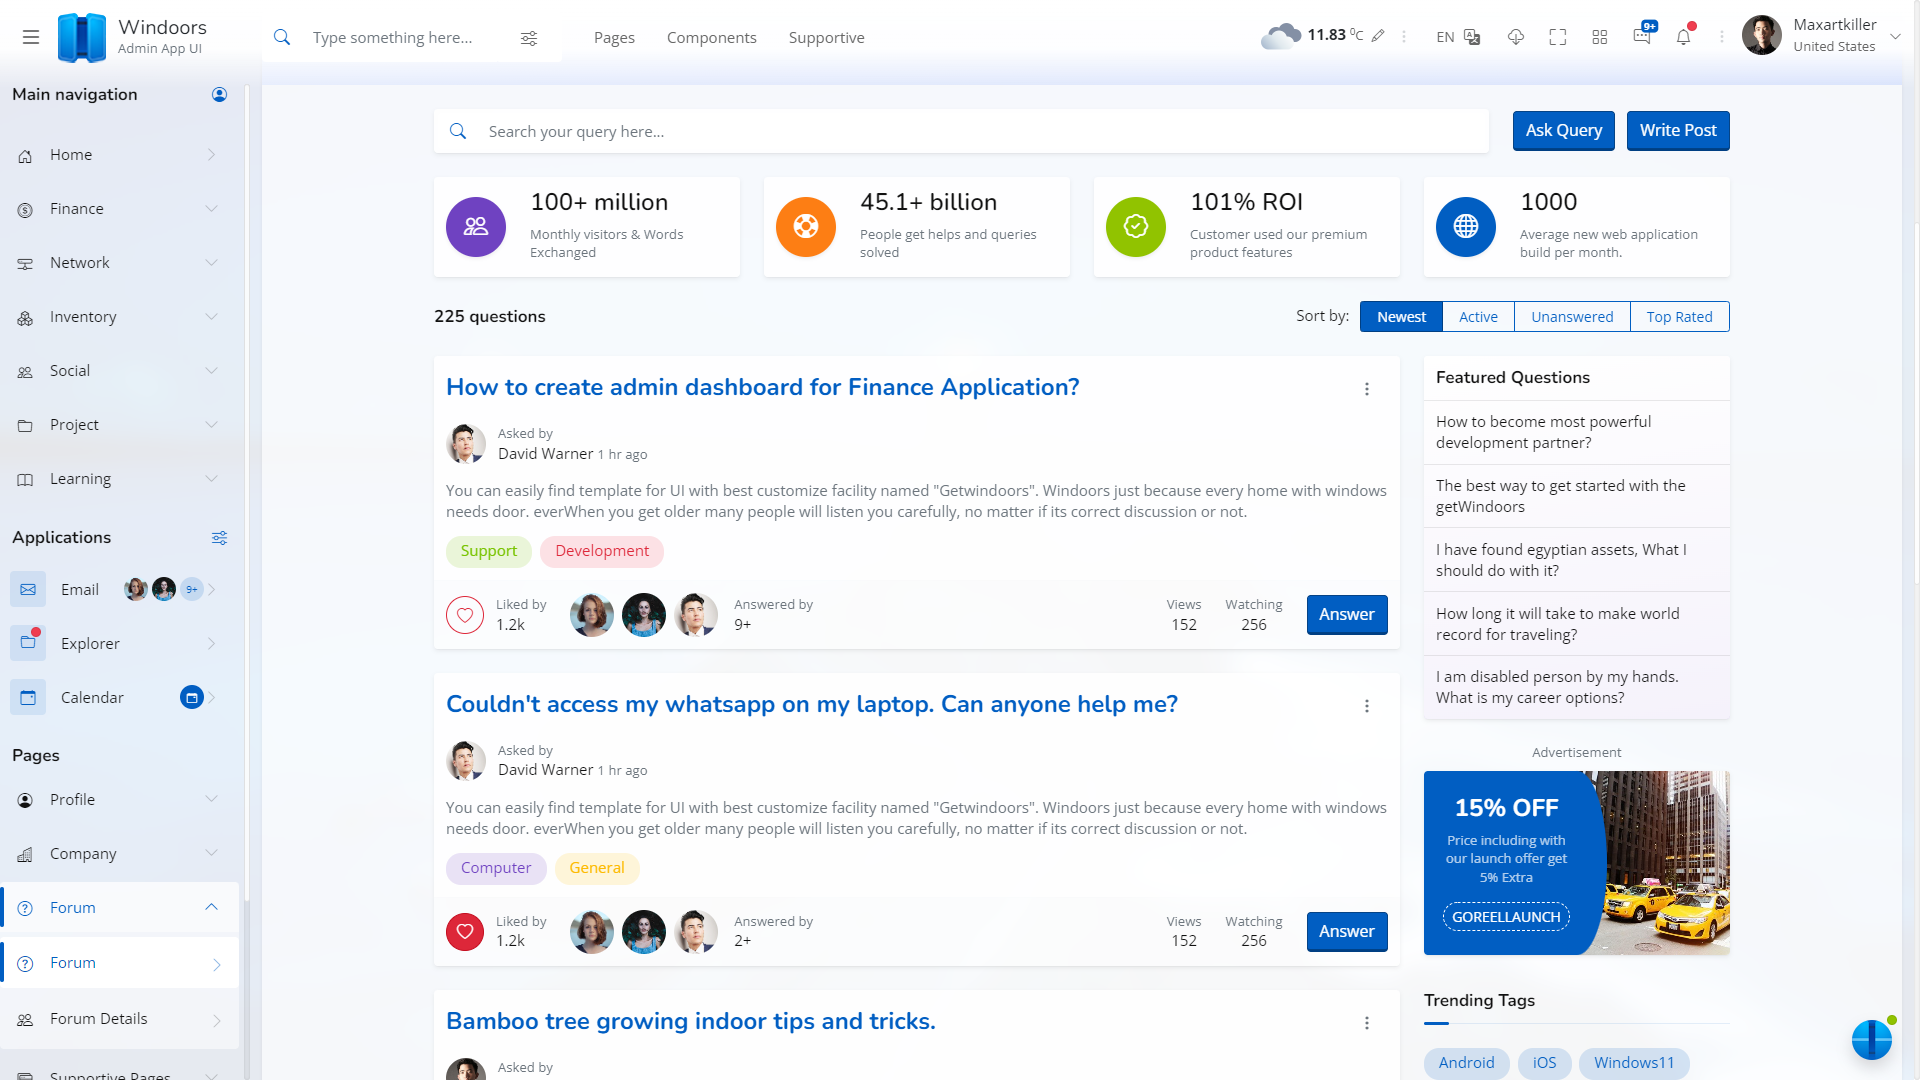 Windoors
Admin App UI
Type something here...
Pages
Components
Supportive
11.83 °C
EN
9+
Maxartkiller
United States
Main navigation
Home
Finance
Network
Inventory
Social
Project
Learning
Applications
Email
9+
Explorer
Calendar
Pages
Profile
Company
Forum
Forum
Forum Details
Supportive Pages
Search your query here...
Ask Query
Write Post
100+ million
Monthly visitors & Words
Exchanged
45.1+ billion
People get helps and queries
solved
101% ROI
Customer used our premium
product features
1000
Average new web application
build per month.
225 questions
Sort by:
Newest
Active
Unanswered
Top Rated
How to create admin dashboard for Finance Application?
Asked by
David Warner 1 hr ago
You can easily find template for UI with best customize facility named "Getwindoors". Windoors just because every home with windows
needs door. everWhen you get older many people will listen you carefully, no matter if its correct discussion or not.
Support
Development
Liked by
1.2k
Answered by
9+
Views
152
Watching
256
Answer
Couldn't access my whatsapp on my laptop. Can anyone help me?
Asked by
David Warner 1 hr ago
You can easily find template for UI with best customize facility named "Getwindoors". Windoors just because every home with windows
needs door. everWhen you get older many people will listen you carefully, no matter if its correct discussion or not.
Computer
General
Liked by
1.2k
Answered by
2+
Views
152
Watching
256
Answer
Bamboo tree growing indoor tips and tricks.
Asked by
Featured Questions
How to become most powerful
development partner?
The best way to get started with the
getWindoors
I have found egyptian assets, What I
should do with it?
How long it will take to make world
record for traveling?
I am disabled person by my hands.
What is my career options?
Advertisement
15% OFF
Price including with
our launch offer get
5% Extra
GOREELLAUNCH
Trending Tags
Android
iOS
Windows11